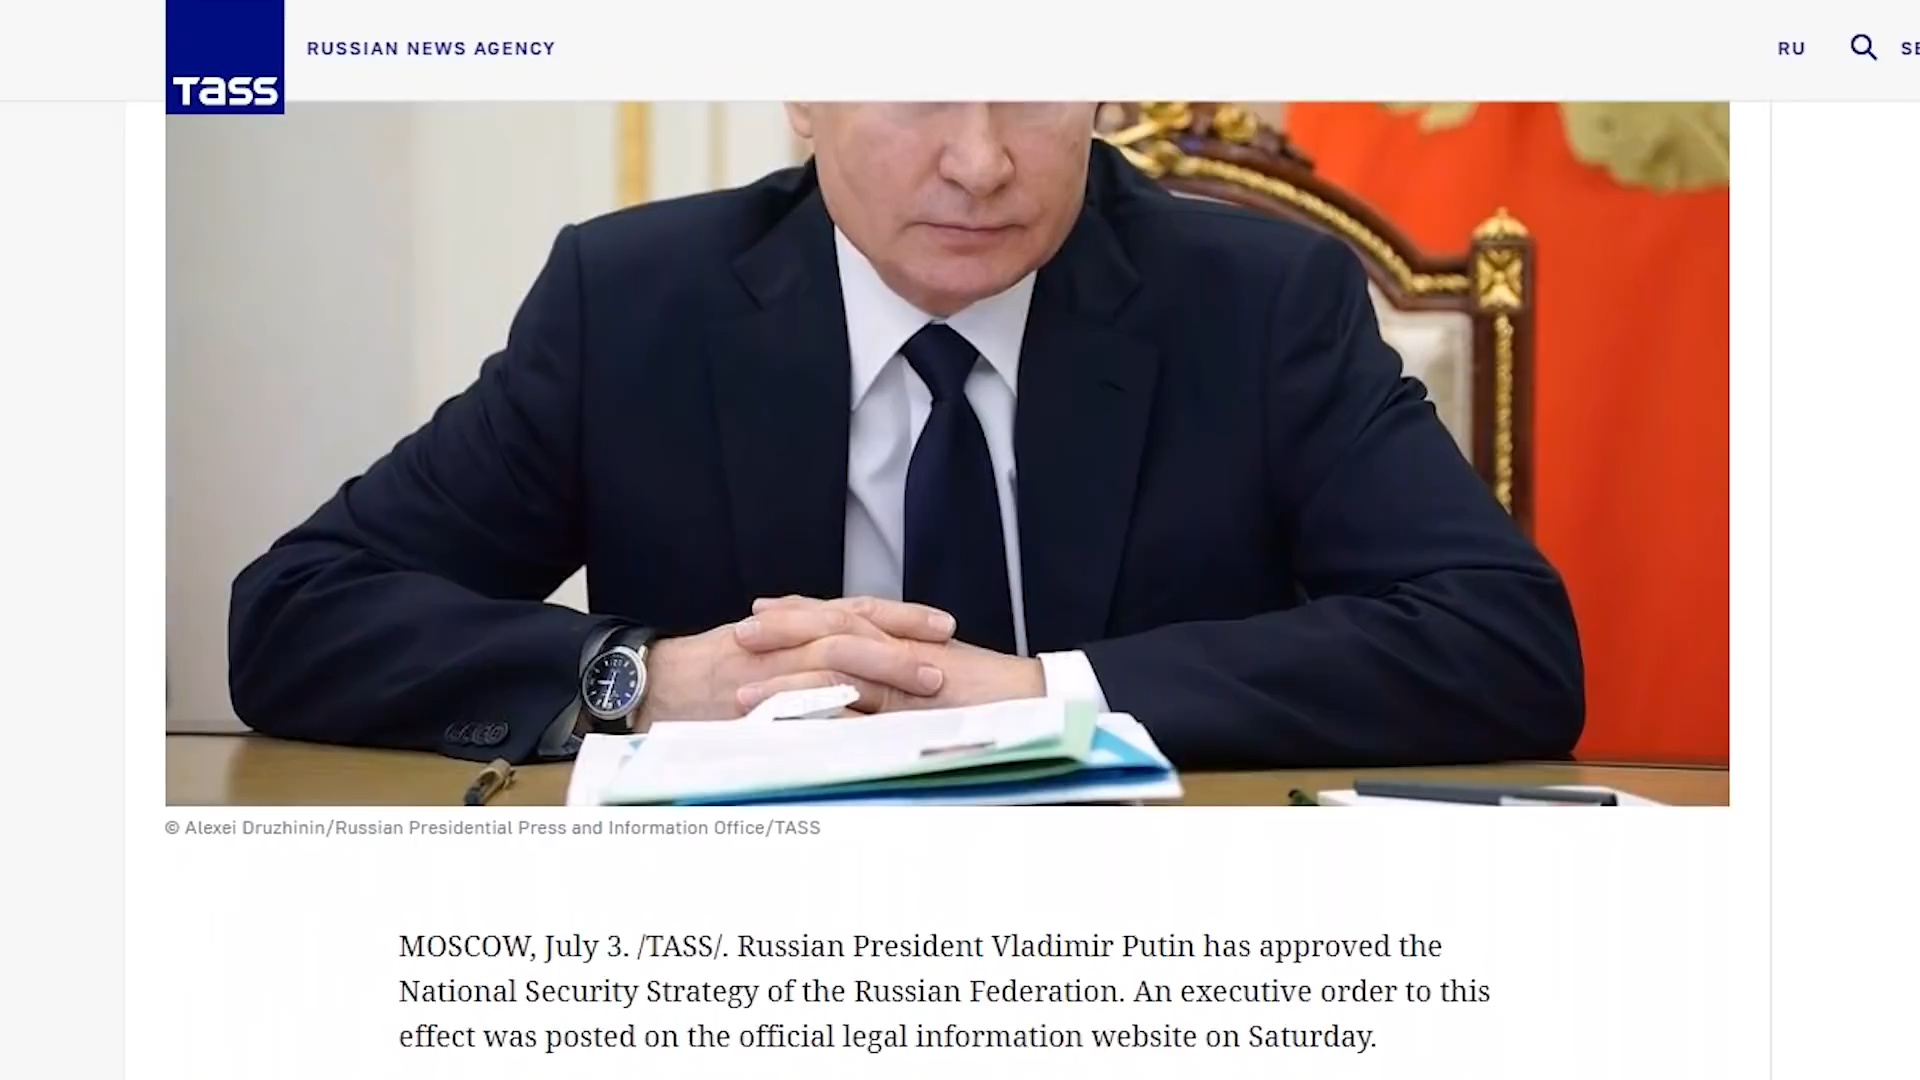 TASS
RUSSIAN NEWS AGENCY
RU
SE
© Alexei Druzhinin/Russian Presidential Press and Information Office/TASS
MOSCOW, July 3. /TASS/. Russian President Vladimir Putin has approved the
National Security Strategy of the Russian Federation. An executive order to this
effect was posted on the official legal information website on Saturday.